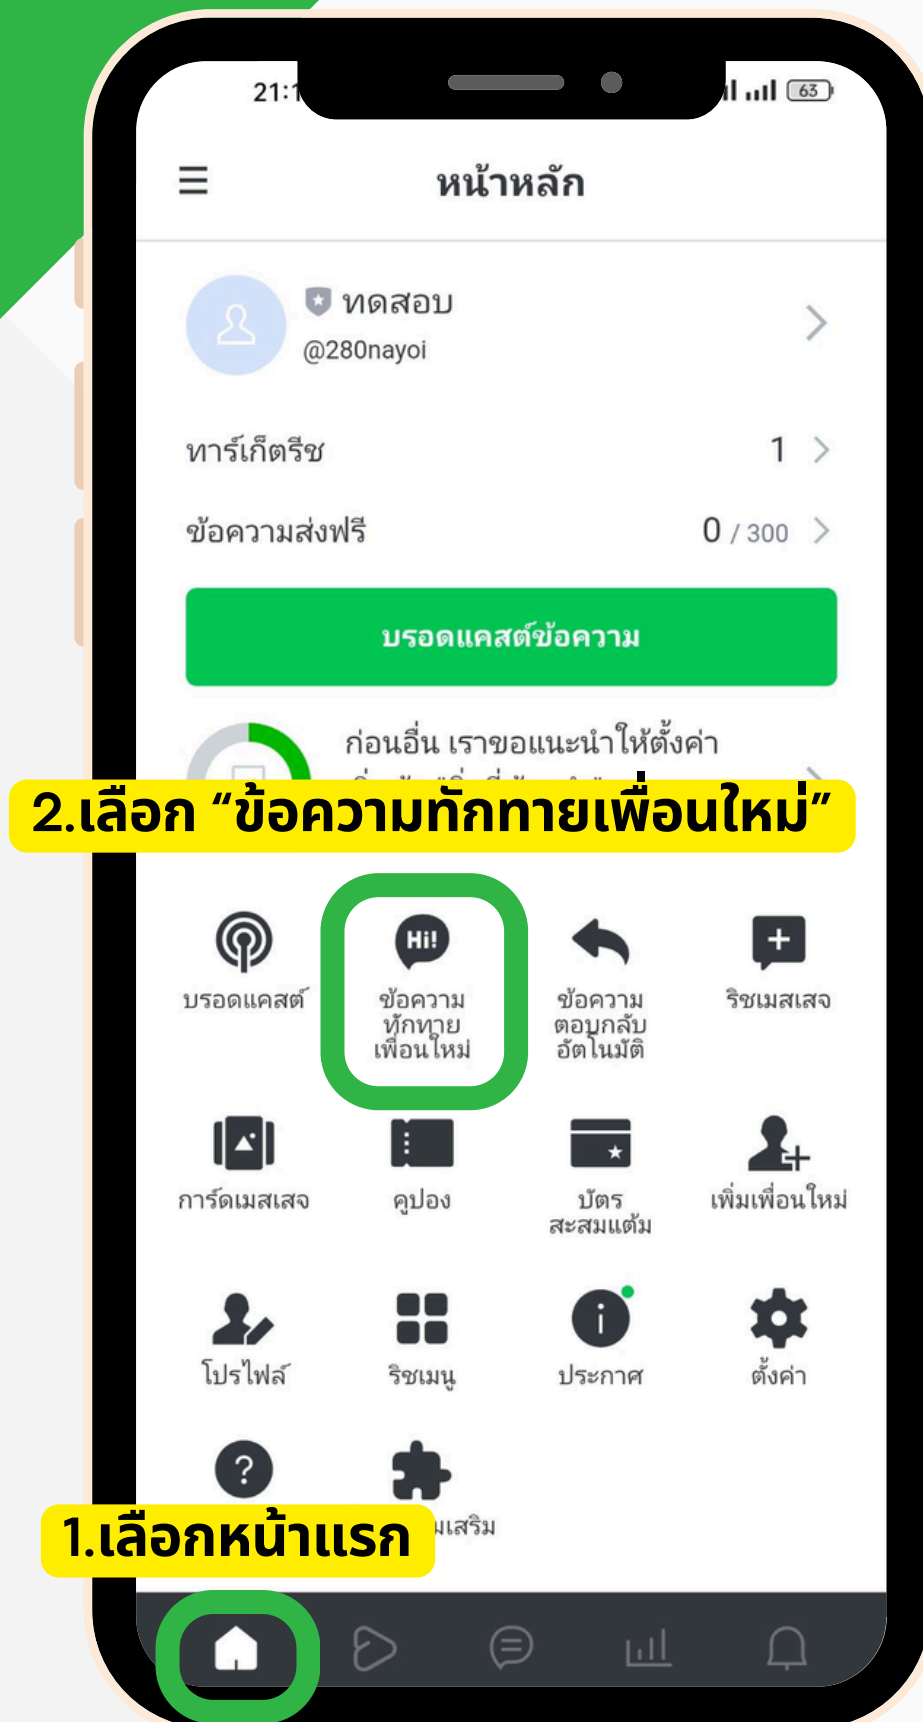 21:1
63
หน้าหลัก
ทดสอบ
@280nayoi
ทาร์เก็ตรีช 1
ข้อความส่งฟรี 0 / 300
บรอดแคสต์ข้อความ
ก่อนอื่น เราขอแนะนำให้ตั้งค่า
2.เลือก “ข้อความทักทายเพื่อนใหม่”
Hi!
บรอดแคสต์
ข้อความ
ทักทาย
เพื่อนใหม่
ข้อความ
ตอบกลับ
อัตโนมัติ
ริชเมสเสจ
การ์ดเมสเสจ
คูปอง
บัตร
สะสมแต้ม
เพิ่มเพื่อนใหม่
โปรไฟล์
ริชเมนู
ประกาศ
ตั้งค่า
1.เลือกหน้าแรก
มเสริม